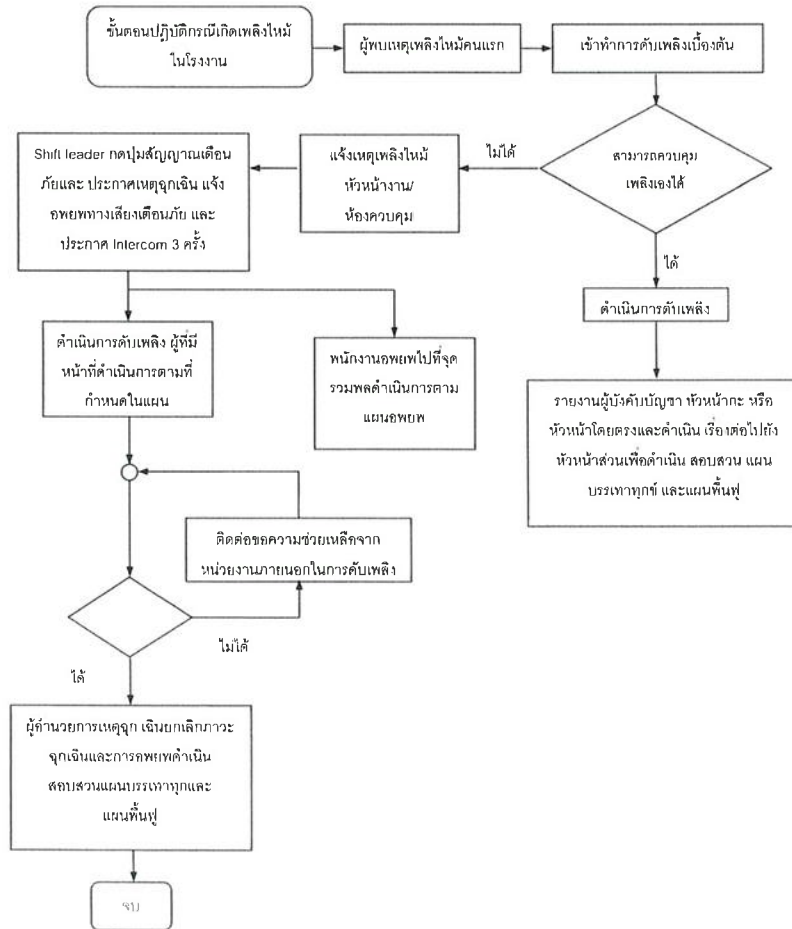 ขั้นตอนปฏิบัติกรณีเกิดเพลิงไหม้
ในโรงงาน
ผู้พบเหตุเพลิงไหม้คนแรก
เข้าทำการดับเพลิงเบื้องต้น
สามารถควบคุม
เพลิงเองได้
ไม่ได้
แจ้งเหตุเพลิงไหม้
หัวหน้างาน/
ห้องควบคุม
Shift leader กดปุ่มสัญญาณเตือน
ภัยและ ประกาศเหตุฉุกเฉิน แจ้ง
อพยพทางเสียงเตือนภัย และ
ประกาศ Intercom 3 ครั้ง
ได้
ดำเนินการดับเพลิง
รายงานผู้บังคับบัญชา หัวหน้ากะ หรือ
หัวหน้าโดยตรงและดำเนิน เรื่องต่อไปยัง
หัวหน้าส่วนเพื่อดำเนิน สอบสวน แผน
บรรเทาทุกข์ และแผนฟื้นฟู
ดำเนินการดับเพลิง ผู้ที่มี
หน้าที่ดำเนินการตามที่
กำหนดในแผน
พนักงานอพยพไปที่จุด
รวมพลดำเนินการตาม
แผนอพยพ
ติดต่อขอความช่วยเหลือจาก
หน่วยงานภายนอกในการดับเพลิง
ไม่ได้
ได้
ผู้อำนวยการเหตุฉุก เฉินยกเลิกภาวะ
ฉุกเฉินและการอพยพดำเนิน
สอบสวนแผนบรรเทาทุกและ
แผนฟื้นฟู
จบ